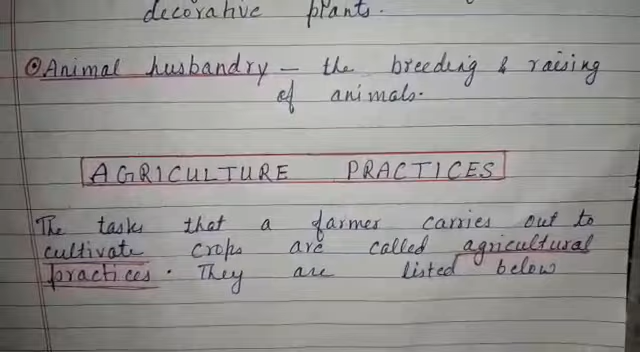 decorative plants.
Animal husbandry – the breeding & raising
of animals.
AGRICULTURE PRACTICES
The tasks that a farmer carries out to
cultivate crops are called agricultural
practices. They are listed below